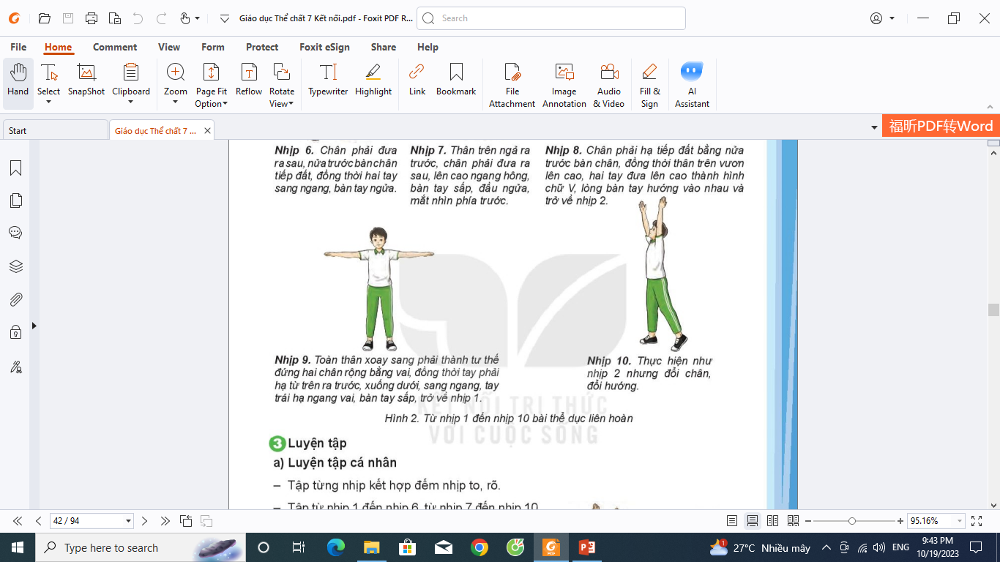 Giáo dục Thể chất 7 Kết nối.pdf - Foxit PDF R...
Search
File Home Comment View Form Protect Foxit eSign Share Help
Hand Select SnapShot Clipboard Zoom Page Fit Option Reflow Rotate View Typewriter Highlight Link Bookmark File Attachment Image Annotation Audio & Video Fill & Sign AI Assistant
Start
Giáo dục Thể chất 7 ...
福昕PDF转Word
Nhịp 6. Chân phải đưa
ra sau, nửa trước bàn chân
tiếp đất, đồng thời hai tay
sang ngang, bàn tay ngửa.
Nhịp 7. Thân trên ngả ra
trước, chân phải đưa ra
sau, lên cao ngang hông,
bàn tay sấp, đầu ngửa,
mắt nhìn phía trước.
Nhịp 8. Chân phải hạ tiếp đất bằng nửa
trước bàn chân, đồng thời thân trên vươn
lên cao, hai tay đưa lên cao thành hình
chữ V, lòng bàn tay hướng vào nhau và
trở về nhịp 2.
Nhịp 9. Toàn thân xoay sang phải thành tư thế
đứng hai chân rộng bằng vai, đồng thời tay phải
hạ từ trên ra trước, xuống dưới, sang ngang, tay
trái hạ ngang vai, bàn tay sấp, trở về nhịp 1.
Nhịp 10. Thực hiện như
nhịp 2 nhưng đổi chân,
đổi hướng.
KẾT NỐI TRI THỨC
VỚI CUỘC SỐNG
Hình 2. Từ nhịp 1 đến nhịp 10 bài thể dục liên hoàn
3 Luyện tập
a) Luyện tập cá nhân
– Tập từng nhịp kết hợp đếm nhịp to, rõ.
– Tập từ nhịp 1 đến nhịp 6, từ nhịp 7 đến nhịp 10
42 / 94
95.16%
Type here to search
1
27°C Nhiều mây
ENG
9:43 PM
10/19/2023